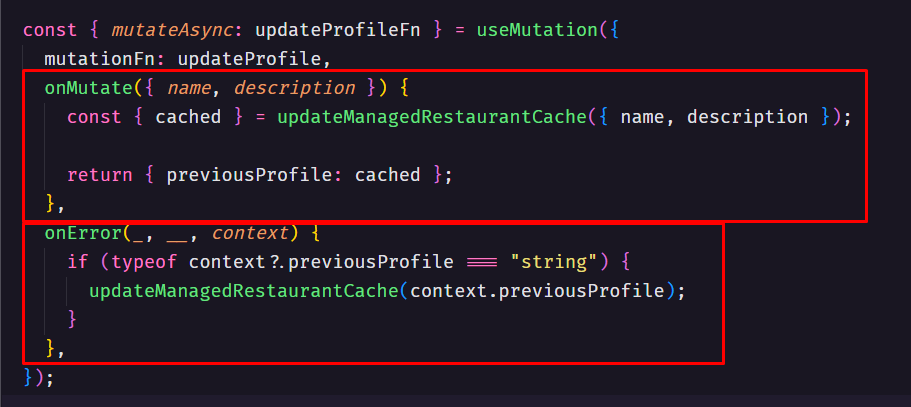 const { mutateAsync: updateProfileFn } = useMutation({
mutationFn: updateProfile,
onMutate({ name, description }) {
const { cached } = updateManagedRestaurantCache({ name, description });
return { previousProfile: cached };
},
onError(_, __, context) {
if (typeof context?.previousProfile === "string") {
updateManagedRestaurantCache(context.previousProfile);
}
},
});